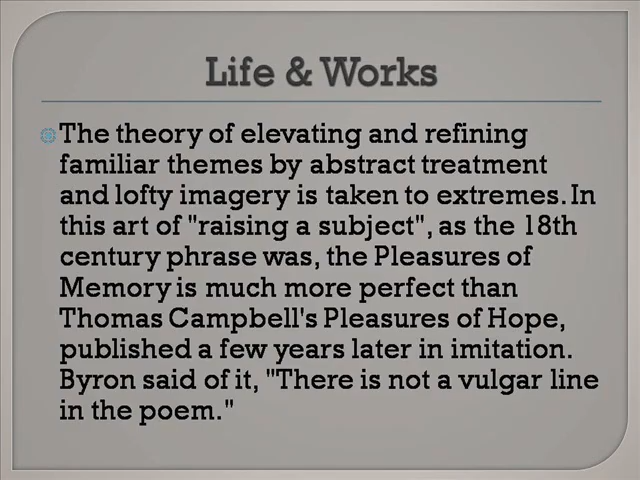 Life & Works
The theory of elevating and refining
familiar themes by abstract treatment
and lofty imagery is taken to extremes. In
this art of "raising a subject", as the 18th
century phrase was, the Pleasures of
Memory is much more perfect than
Thomas Campbell's Pleasures of Hope,
published a few years later in imitation.
Byron said of it, "There is not a vulgar line
in the poem."